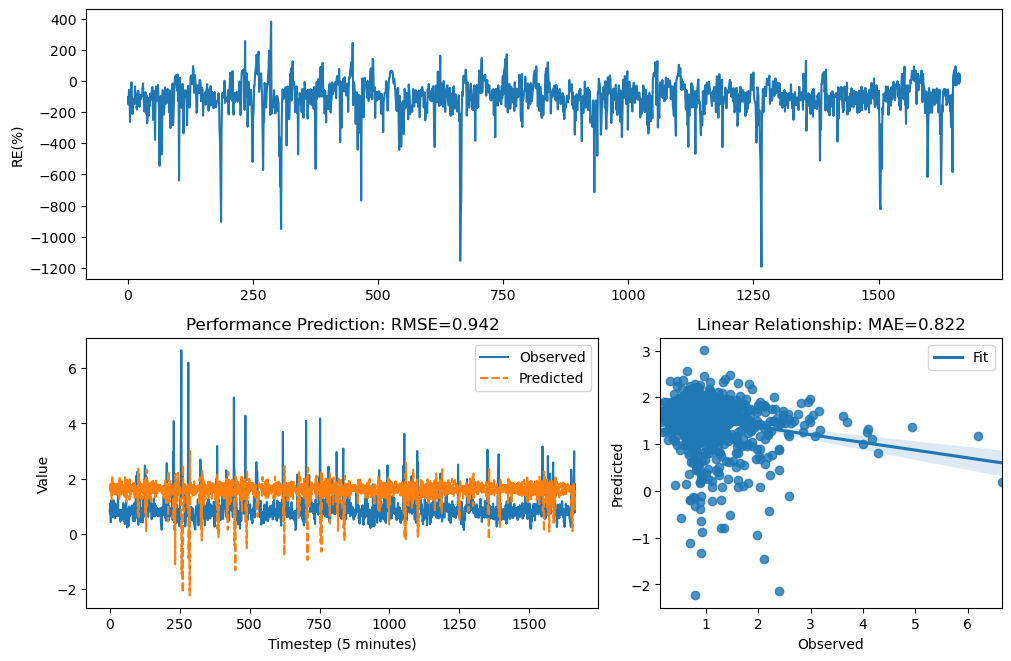 400
200
0
−200
−400
−600
−800
−1000
−1200
RE(%)
0 250 500 750 1000 1250 1500
Performance Prediction: RMSE=0.942
Observed
Predicted
6
4
2
0
−2
Value
0 250 500 750 1000 1250 1500
Timestep (5 minutes)
Linear Relationship: MAE=0.822
Fit
3
2
1
0
−1
−2
Predicted
1 2 3 4 5 6
Observed